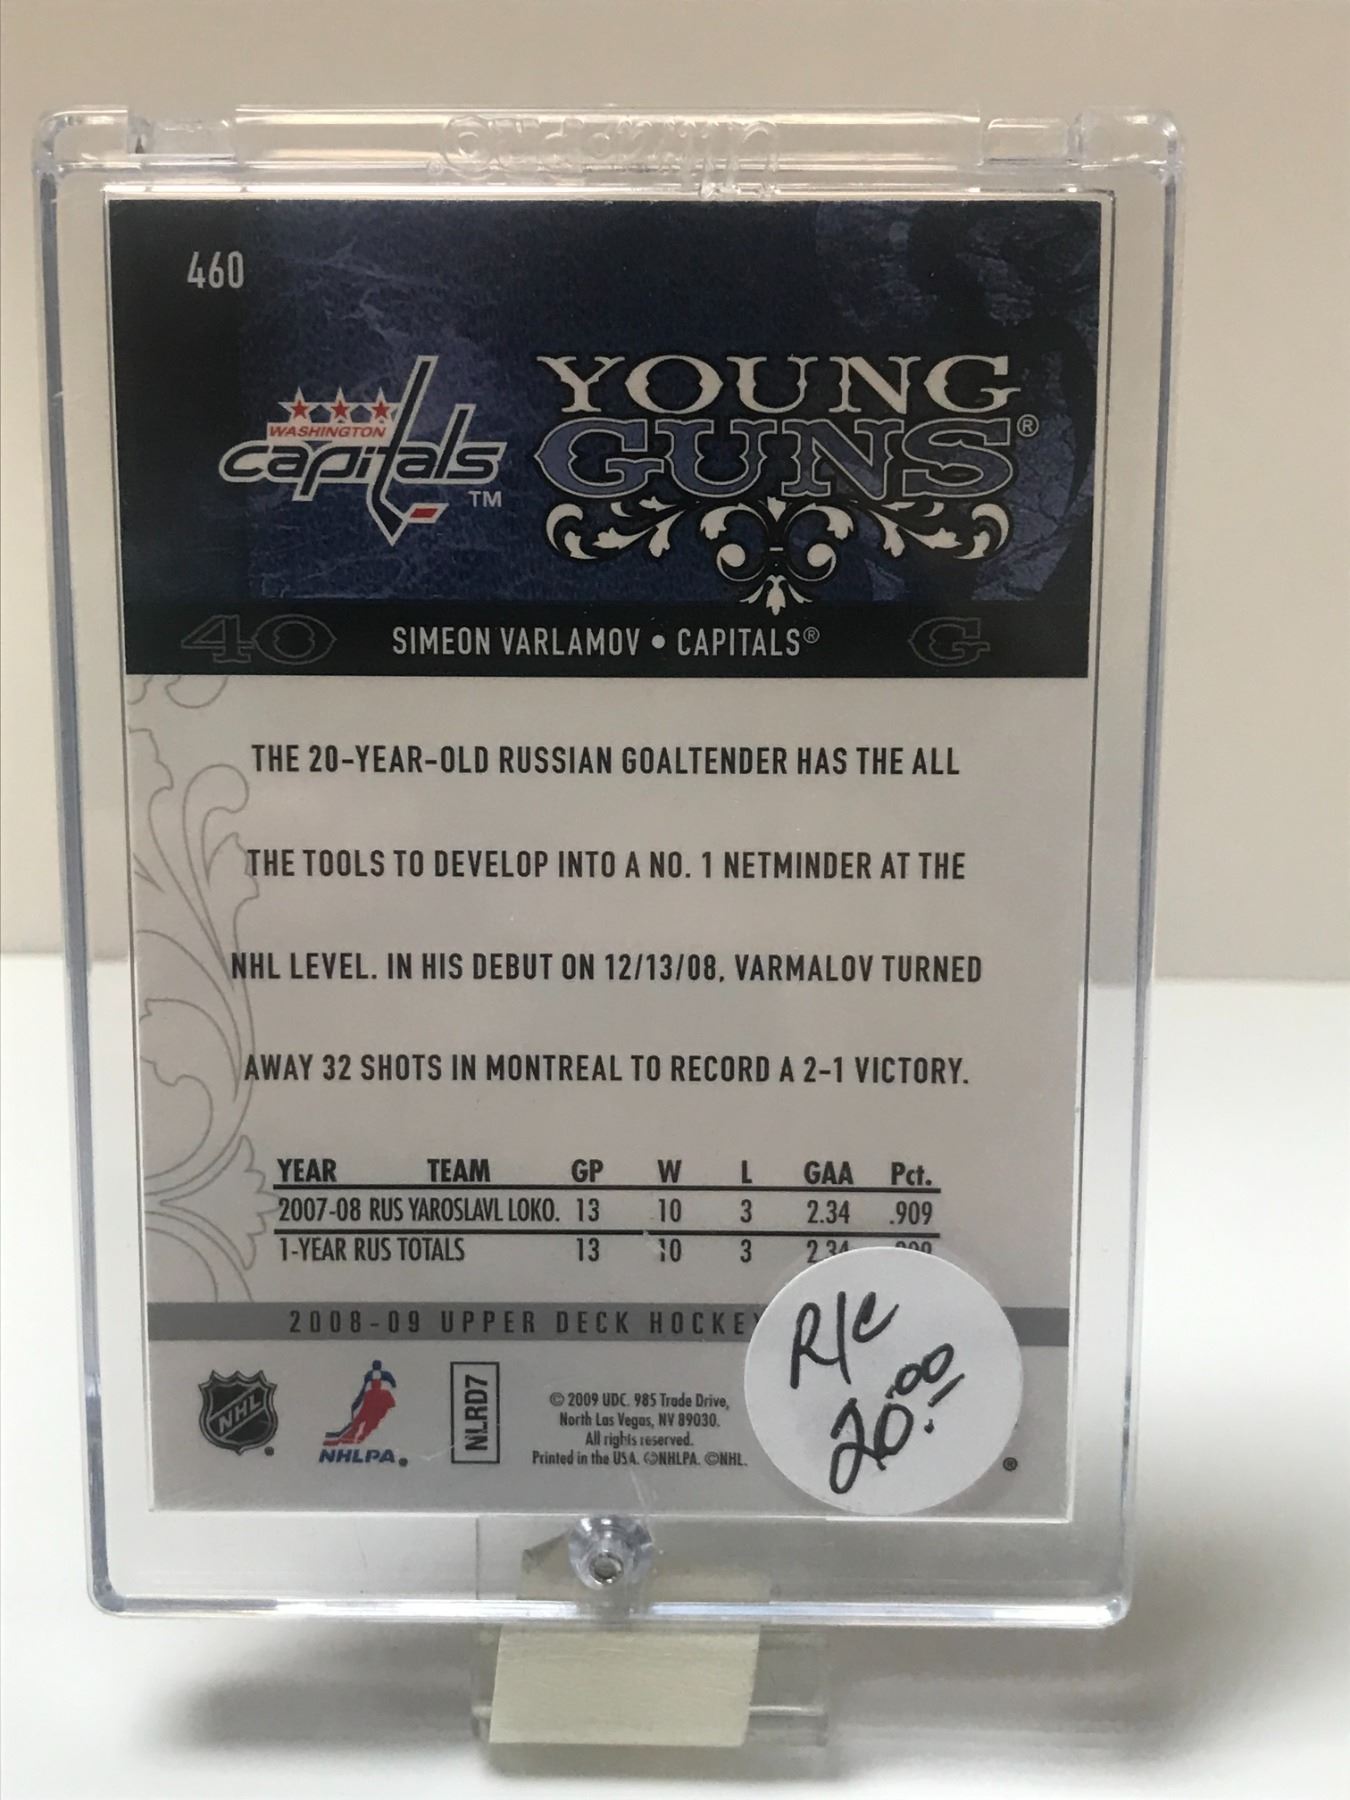 ULTRA PRO
460
YOUNG
GUNS®
WASHINGTON
capitals
TM
40 SIMEON VARLAMOV • CAPITALS® G
THE 20-YEAR-OLD RUSSIAN GOALTENDER HAS THE ALL
THE TOOLS TO DEVELOP INTO A NO. 1 NETMINDER AT THE
NHL LEVEL. IN HIS DEBUT ON 12/13/08, VARMALOV TURNED
AWAY 32 SHOTS IN MONTREAL TO RECORD A 2-1 VICTORY.
YEAR TEAM GP W L GAA Pct.
2007-08 RUS YAROSLAVL LOKO. 13 10 3 2.34 .909
1-YEAR RUS TOTALS 13 10 3 2.34 .909
2008-09 UPPER DECK HOCKEY
R/C
20.00
NHL
NHLPA
NLRD7
© 2009 UDC. 985 Trade Drive,
North Las Vegas, NV 89030.
All rights reserved.
Printed in the USA. ©NHLPA. ©NHL.
®